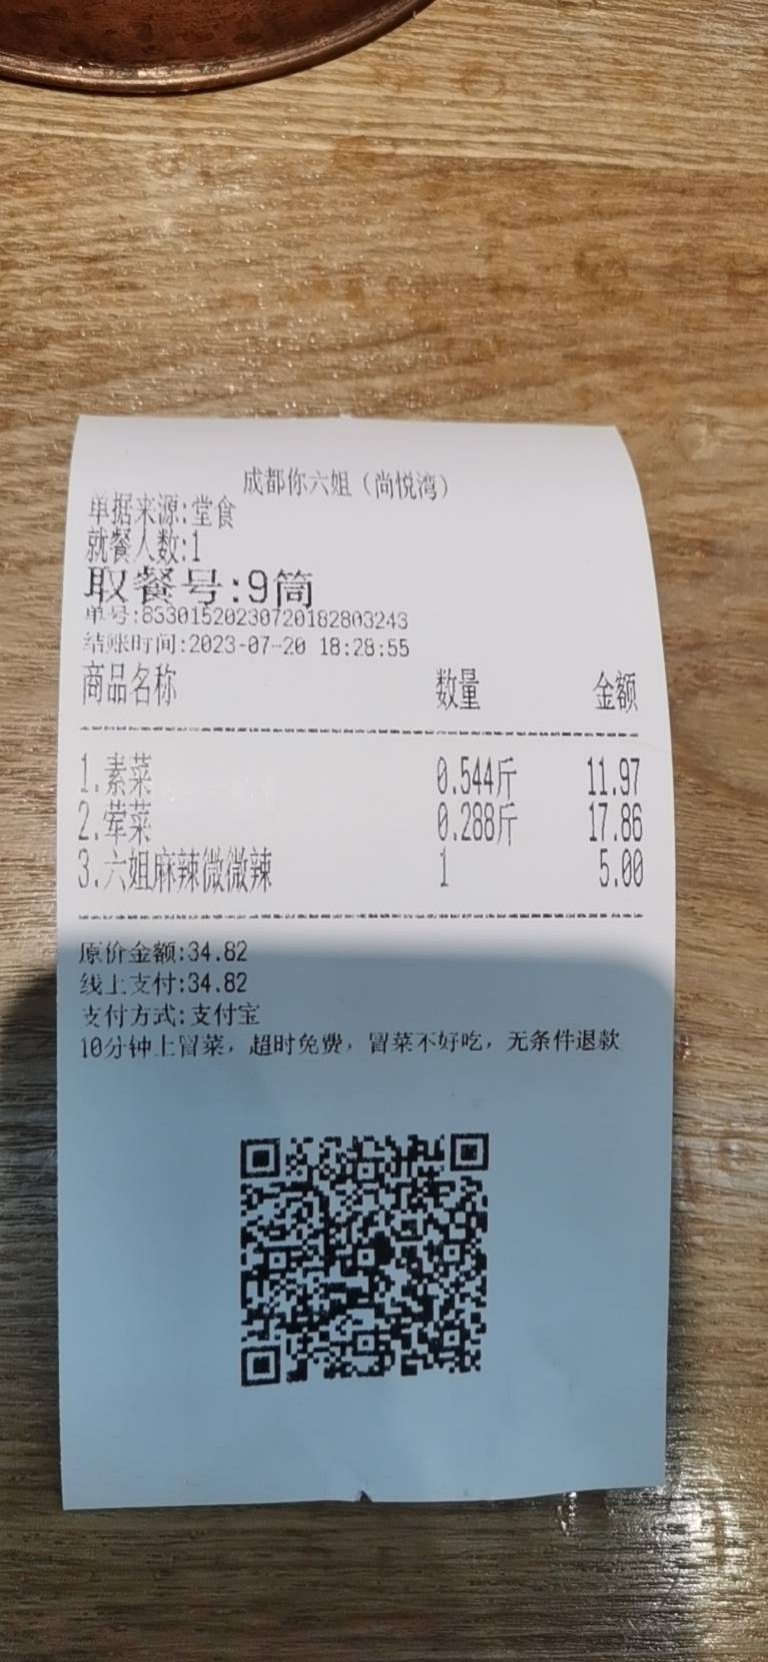 成都你六姐（尚悦湾）
单据来源:堂食
就餐人数:1
取餐号:9筒
单号:85301520230720182803243
结账时间:2023-07-20 18:28:55
商品名称 数量 金额
1.素菜 0.544斤 11.97
2.荤菜 0.288斤 17.86
3.六姐麻辣微微辣 1 5.00
原价金额:34.82
线上支付:34.82
支付方式:支付宝
10分钟上冒菜，超时免费，冒菜不好吃，无条件退款